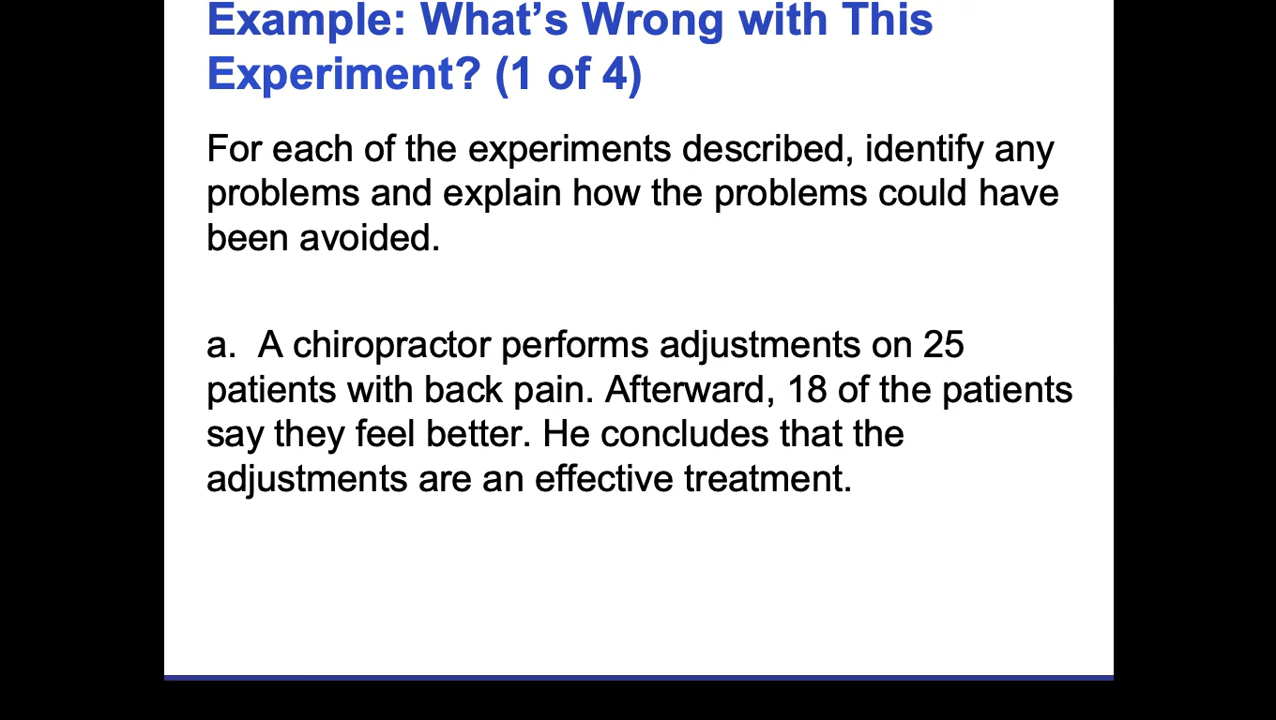 Example: What’s Wrong with This
Experiment? (1 of 4)
For each of the experiments described, identify any
problems and explain how the problems could have
been avoided.
a. A chiropractor performs adjustments on 25
patients with back pain. Afterward, 18 of the patients
say they feel better. He concludes that the
adjustments are an effective treatment.